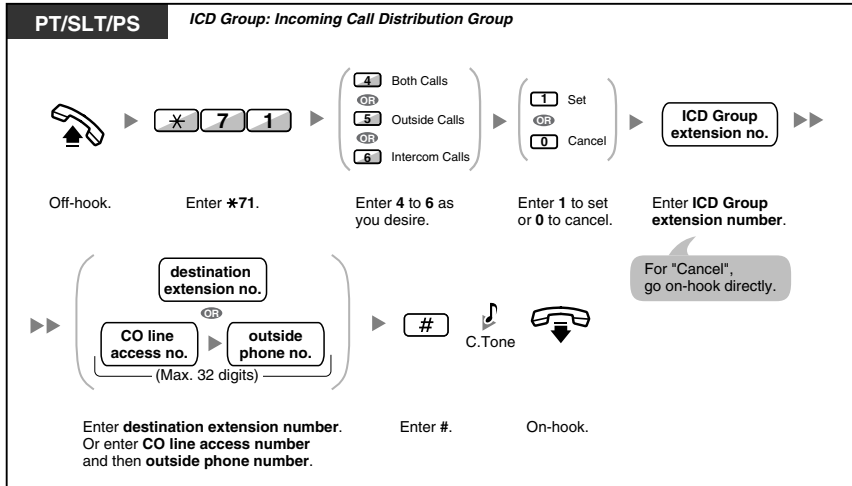 PT/SLT/PS
ICD Group: Incoming Call Distribution Group
4 Both Calls
OR
5 Outside Calls
OR
6 Intercom Calls
1 Set
OR
0 Cancel
ICD Group
extension no.
✳ 7 1
Off-hook.
Enter ✳71.
Enter 4 to 6 as
you desire.
Enter 1 to set
or 0 to cancel.
Enter ICD Group
extension number.
For "Cancel",
go on-hook directly.
destination
extension no.
OR
CO line
access no.
outside
phone no.
(Max. 32 digits)
#
C.Tone
Enter destination extension number.
Or enter CO line access number
and then outside phone number.
Enter #.
On-hook.